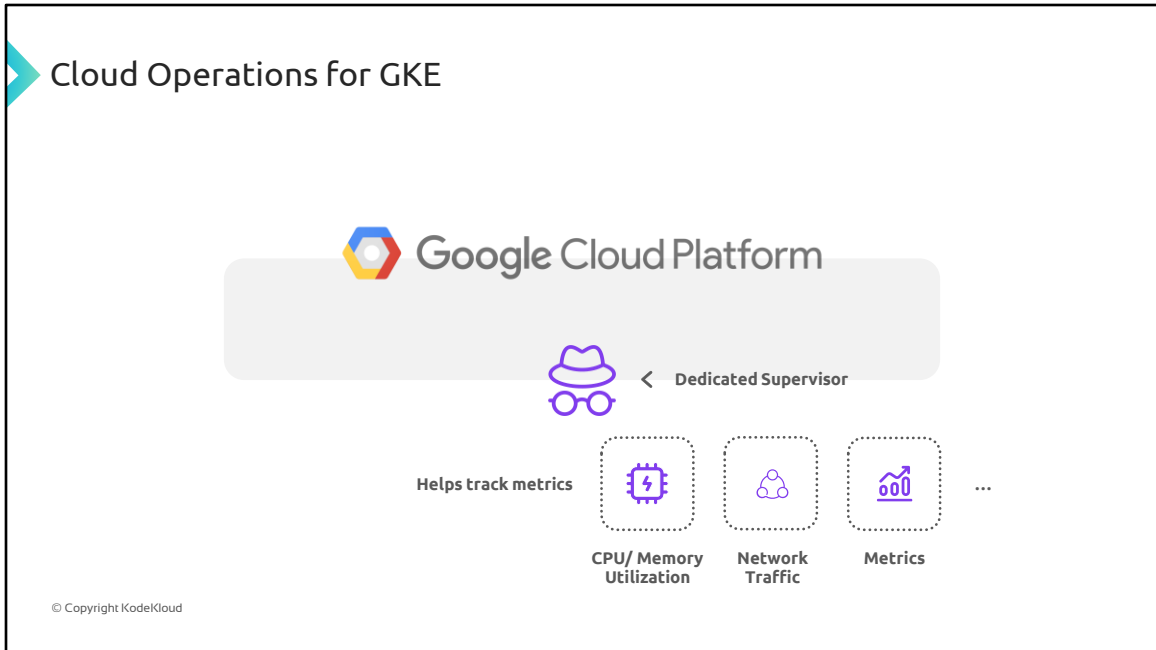 Cloud Operations for GKE
Google Cloud Platform
< Dedicated Supervisor
Helps track metrics
...
CPU/ Memory
Utilization
Network
Traffic
Metrics
© Copyright KodeKloud